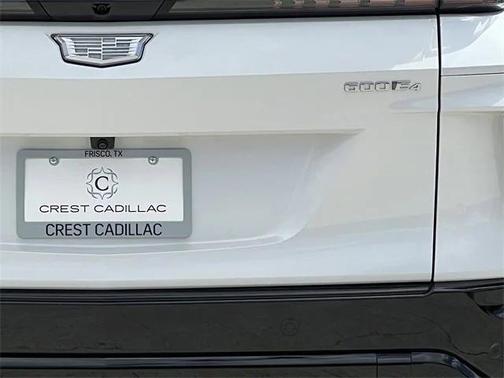 600E4
FRISCO, TX
C
CREST CADILLAC
CREST CADILLAC